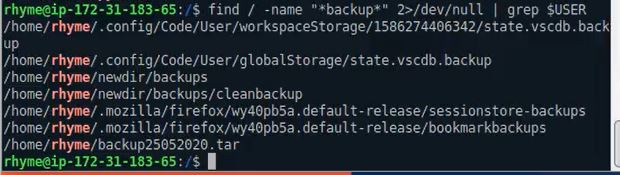 rhyme@ip-172-31-183-65:/$ find / -name "*backup*" 2>/dev/null | grep $USER
/home/rhyme/.config/Code/User/workspaceStorage/1586274406342/state.vscdb.back
up
/home/rhyme/.config/Code/User/globalStorage/state.vscdb.backup
/home/rhyme/newdir/backups
/home/rhyme/newdir/backups/cleanbackup
/home/rhyme/.mozilla/firefox/wy40pb5a.default-release/sessionstore-backups
/home/rhyme/.mozilla/firefox/wy40pb5a.default-release/bookmarkbackups
/home/rhyme/backup25052020.tar
rhyme@ip-172-31-183-65:/$